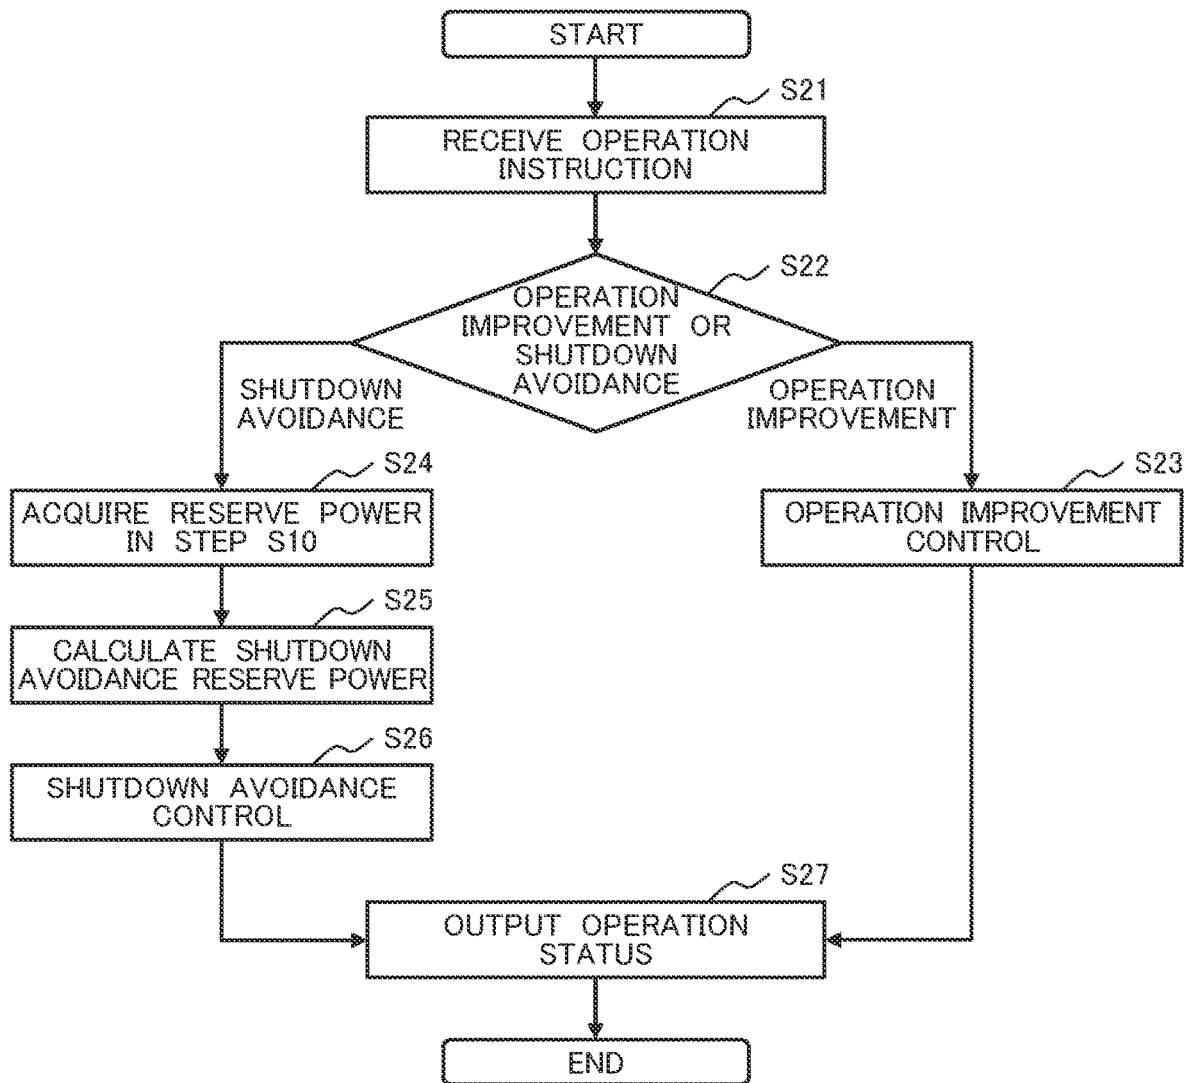 START
S21
RECEIVE OPERATION
INSTRUCTION
S22
OPERATION
IMPROVEMENT OR
SHUTDOWN
AVOIDANCE
SHUTDOWN
AVOIDANCE
OPERATION
IMPROVEMENT
S24
ACQUIRE RESERVE POWER
IN STEP S10
S23
OPERATION IMPROVEMENT
CONTROL
S25
CALCULATE SHUTDOWN
AVOIDANCE RESERVE POWER
S26
SHUTDOWN AVOIDANCE
CONTROL
S27
OUTPUT OPERATION
STATUS
END